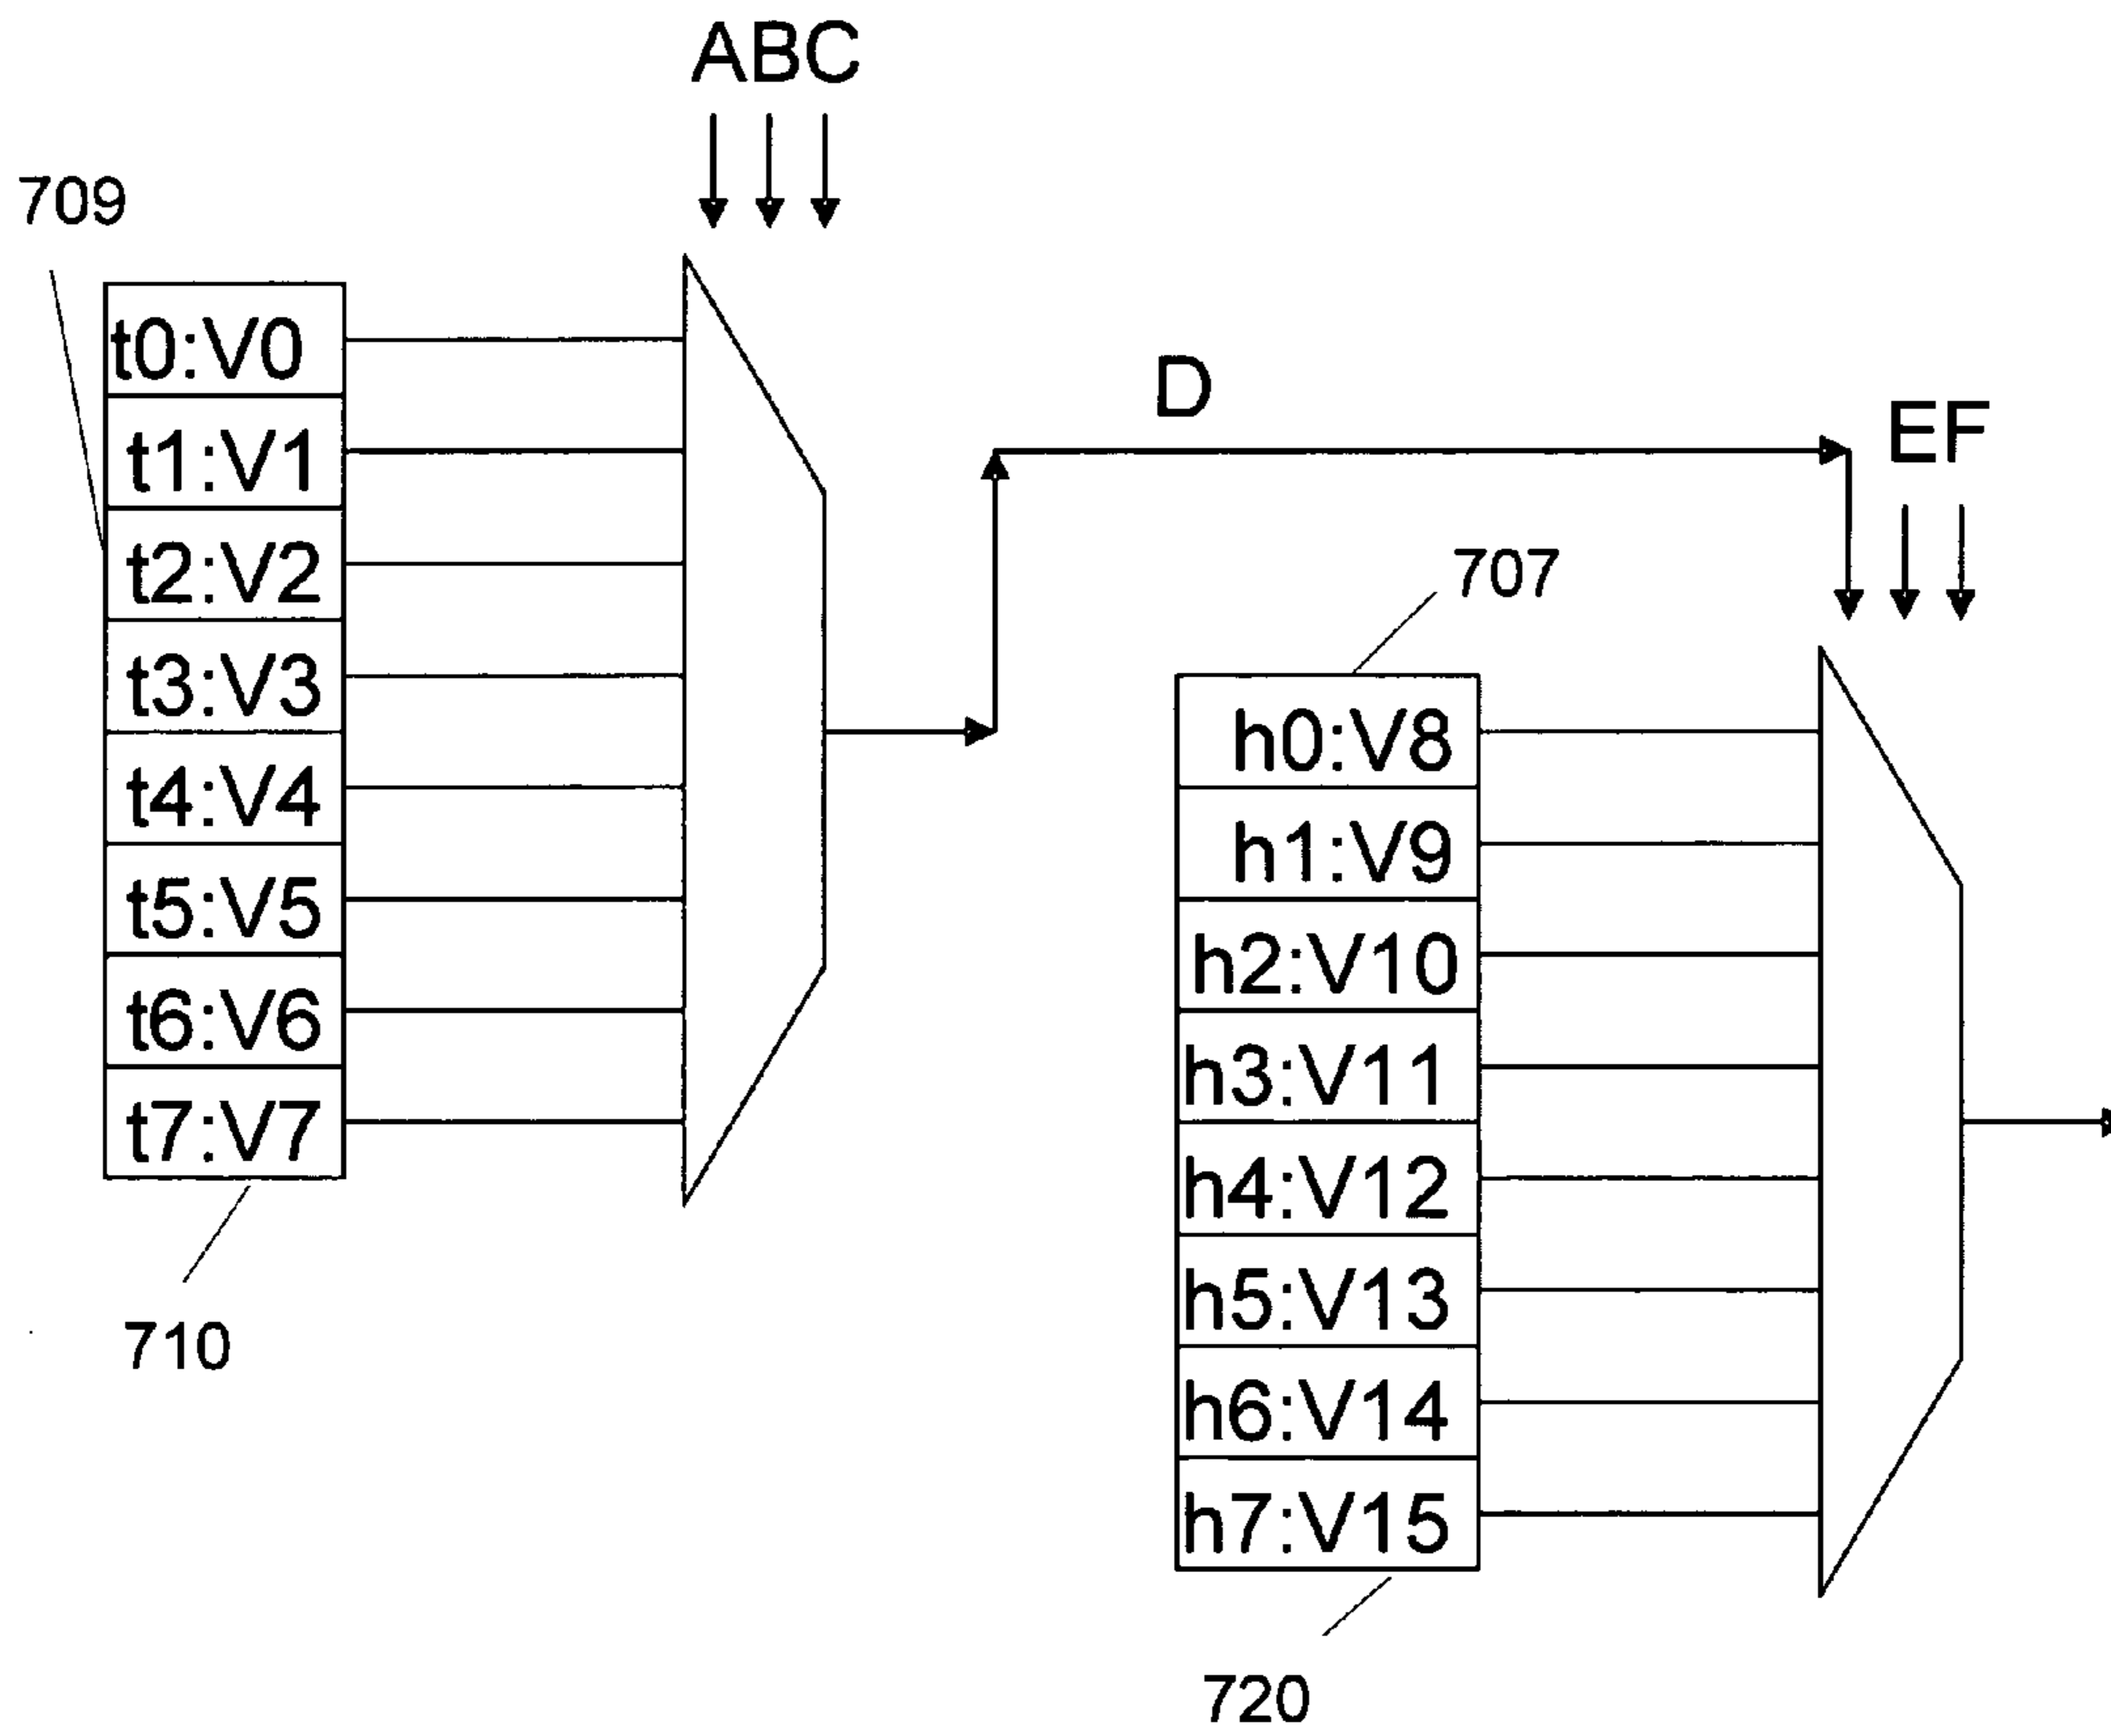 ABC
709
t0:V0
t1:V1
t2:V2
t3:V3
t4:V4
t5:V5
t6:V6
t7:V7
710
D
EF
707
h0:V8
h1:V9
h2:V10
h3:V11
h4:V12
h5:V13
h6:V14
h7:V15
720